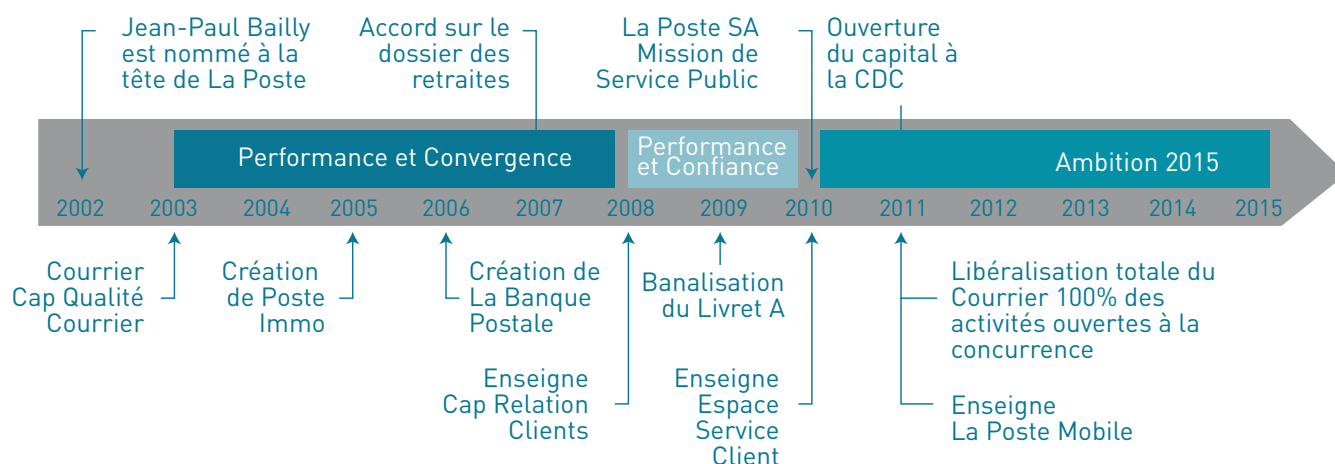 Jean-Paul Bailly
est nommé à la
tête de La Poste
Accord sur le
dossier des
retraites
La Poste SA
Mission de
Service Public
Ouverture
du capital à
la CDC
Performance et Convergence
Performance
et Confiance
Ambition 2015
2002 2003 2004 2005 2006 2007 2008 2009 2010 2011 2012 2013 2014 2015
Courrier
Cap Qualité
Courrier
Création
de Poste
Immo
Création de
La Banque
Postale
Banalisation
du Livret A
Libéralisation totale du
Courrier 100% des
activités ouvertes à la
concurrence
Enseigne
Cap Relation
Clients
Enseigne
Espace
Service
Client
Enseigne
La Poste Mobile